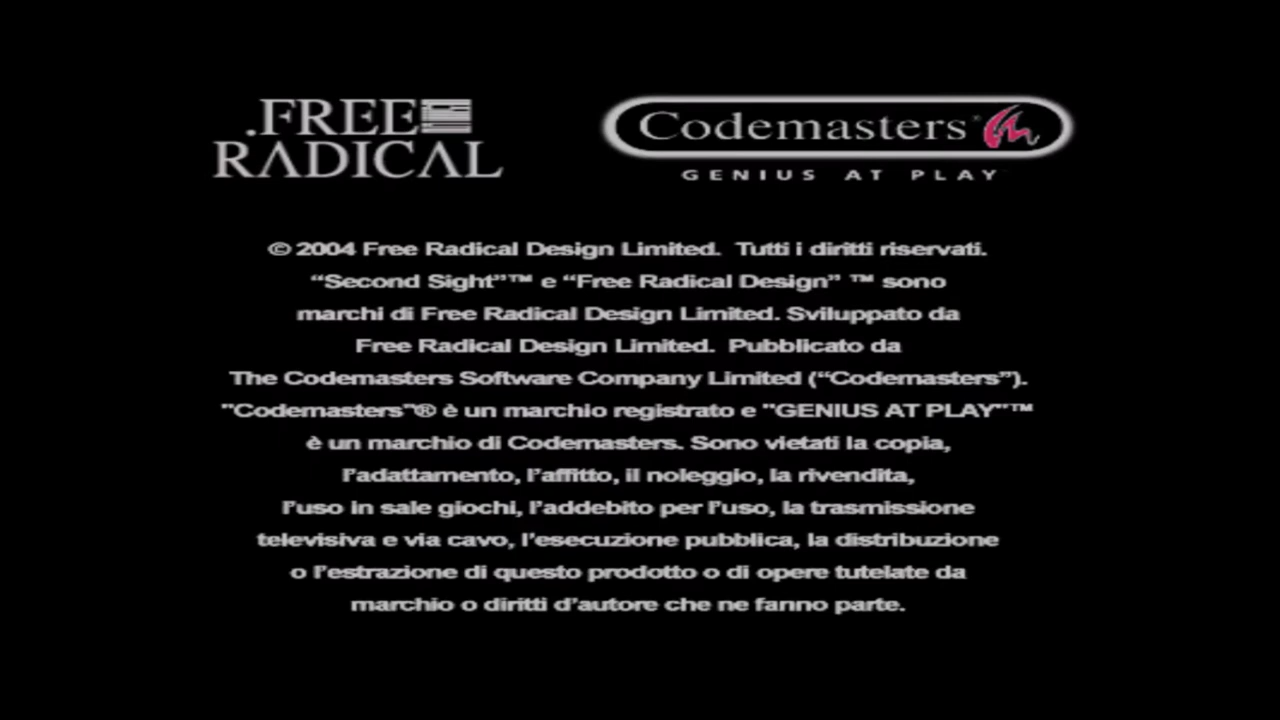 .FREE
RADICAL
Codemasters®
GENIUS AT PLAY™
© 2004 Free Radical Design Limited.  Tutti i diritti riservati.
“Second Sight”™ e “Free Radical Design” ™ sono
marchi di Free Radical Design Limited. Sviluppato da
Free Radical Design Limited.  Pubblicato da
The Codemasters Software Company Limited (“Codemasters”).
"Codemasters"® è un marchio registrato e "GENIUS AT PLAY"™
è un marchio di Codemasters. Sono vietati la copia,
l’adattamento, l’affitto, il noleggio, la rivendita,
l’uso in sale giochi, l’addebito per l’uso, la trasmissione
televisiva e via cavo, l’esecuzione pubblica, la distribuzione
o l’estrazione di questo prodotto o di opere tutelate da
marchio o diritti d’autore che ne fanno parte.